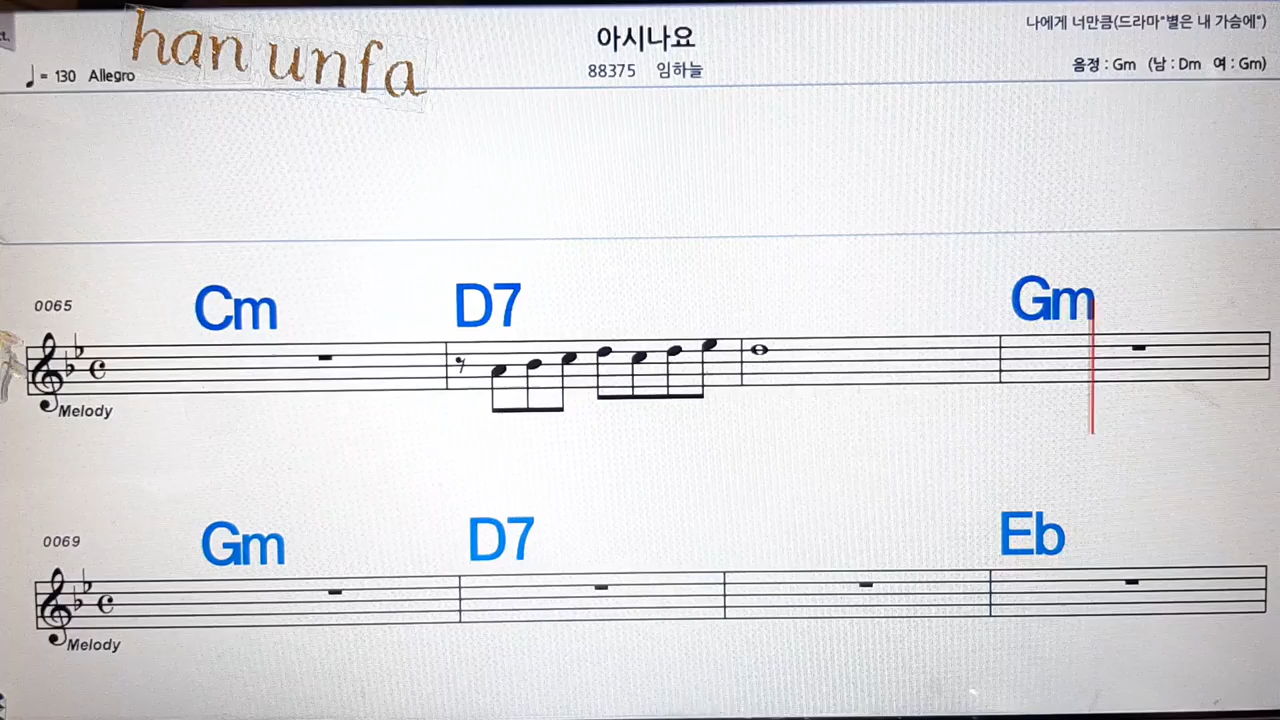 han unfa
아시나요
나에게 너만큼(드라마"별은 내 가슴에")
♩ = 130 Allegro
88375 임하늘
음정 : Gm (남 : Dm 여 : Gm)
0065
Cm D7 Gm
Melody
0069
Gm D7 Eb
Melody